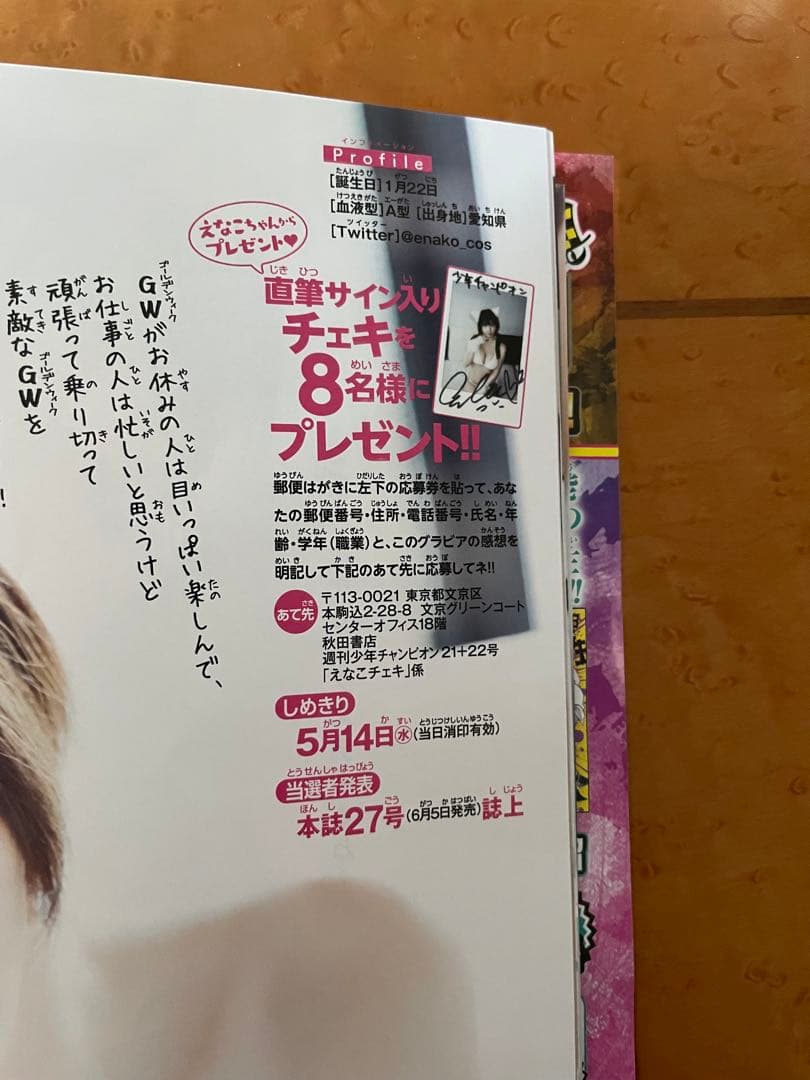 Profile
[誕生日]1月22日
[血液型]A型 [出身地]愛知県
[Twitter]@enako_cos
えなこちゃんから
プレゼント♥
直筆サイン入り
チェキを
8名様に
プレゼント!!
少年チャンピオン
郵便はがきに左下の応募券を貼って、あな
たの郵便番号・住所・電話番号・氏名・年
齢・学年(職業)と、このグラビアの感想を
明記して下記のあて先に応募してネ!!
あて先
〒113-0021 東京都文京区
本駒込2-28-8 文京グリーンコート
センターオフィス18階
秋田書店
週刊少年チャンピオン21+22号
「えなこチェキ」係
しめきり
5月14日㊌(当日消印有効)
当選者発表
本誌27号(6月5日発売)誌上
GWがお休みの人は目いっぱい楽しんで、
お仕事の人は忙しいと思うけど
頑張って乗り切って
素敵なGWを
!